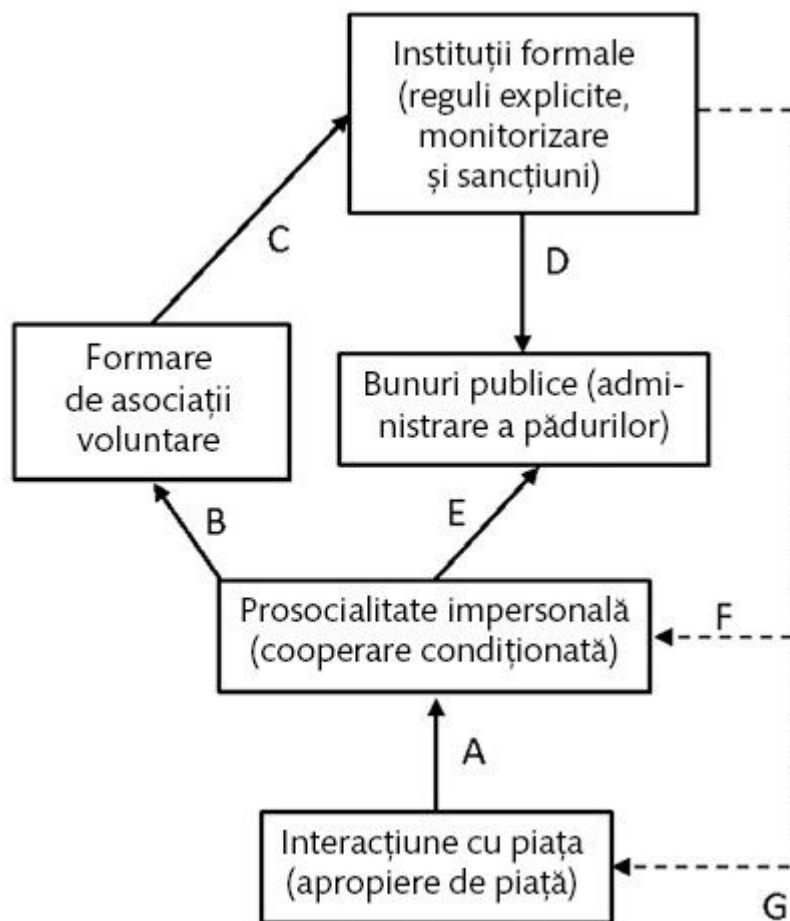 Instituții formale
(reguli explicite,
monitorizare
și sancțiuni)
C
D
Formare
de asociații
voluntare
Bunuri publice (admi-
nistrare a pădurilor)
B
E
Prosocialitate impersonală
(cooperare condiționată)
F
A
Interacțiune cu piața
(apropiere de piață)
G